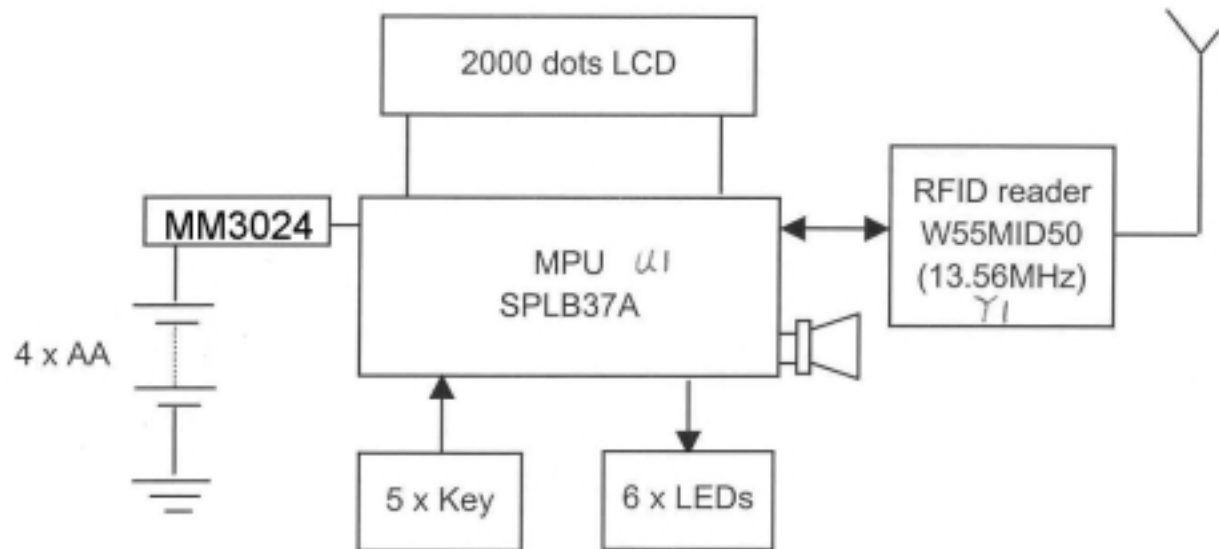 2000 dots LCD
MM3024
MPU U1
SPLB37A
RFID reader
W55MID50
(13.56MHz)
Y1
4 x AA
5 x Key
6 x LEDs